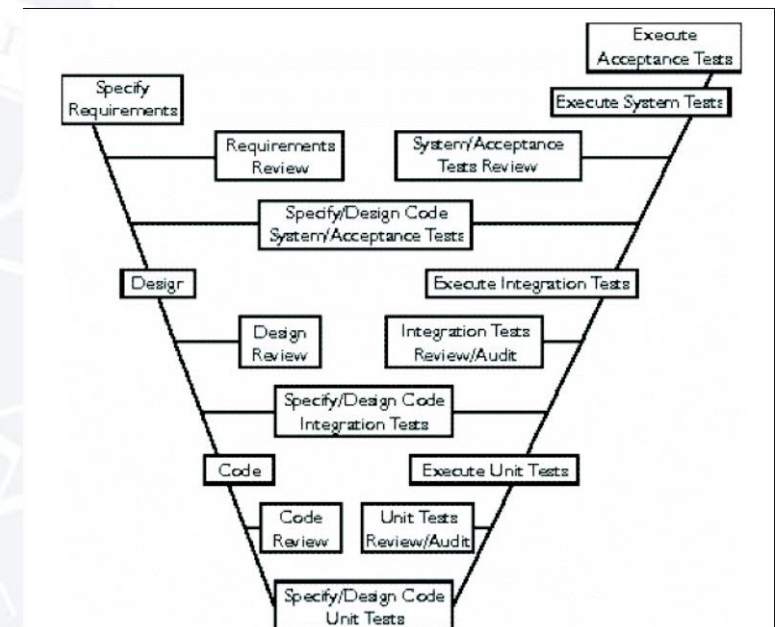 Execute
Acceptance Tests
Specify
Requirements
Execute System Tests
Requirements
Review
System/Acceptance
Tests Review
Specify/Design Code
System/Acceptance Tests
Design
Execute Integration Tests
Design
Review
Integration Tests
Review/Audit
Specify/Design Code
Integration Tests
Code
Execute Unit Tests
Code
Review
Unit Tests
Review/Audit
Specify/Design Code
Unit Tests